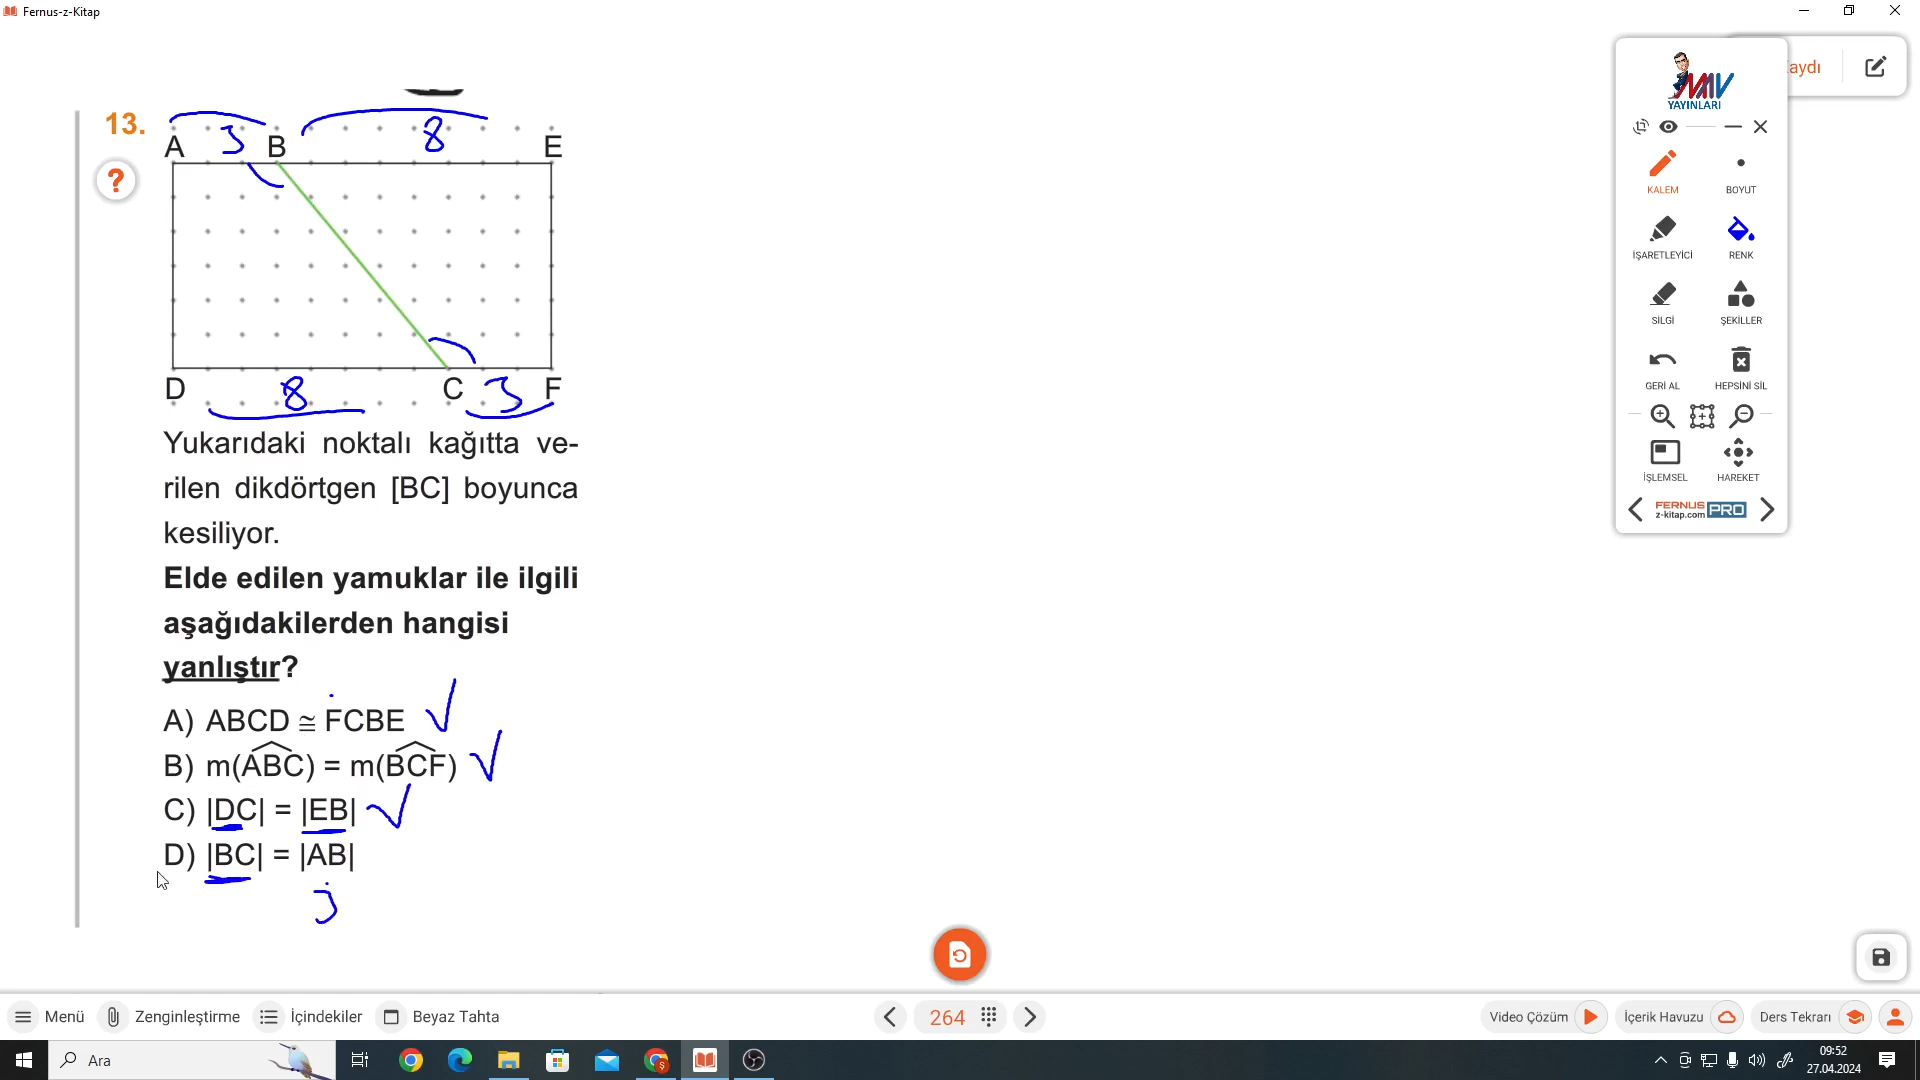 Fernus-z-Kitap
aydı
MMV
YAYINLARI
KALEM
BOYUT
İŞARETLEYİCİ
RENK
SİLGİ
ŞEKİLLER
GERİ AL
HEPSİNİ SİL
İŞLEMSEL
HAREKET
FERNUS
z-kitap.com PRO
13.
3 8
A B E
?
D 8 C 3 F
Yukarıdaki noktalı kağıtta ve-
rilen dikdörtgen [BC] boyunca
kesiliyor.
Elde edilen yamuklar ile ilgili
aşağıdakilerden hangisi
yanlıştır?
A) ABCD ≅ FCBE
B) m(ABC) = m(BCF)
C) |DC| = |EB|
D) |BC| = |AB|
3
Menü Zenginleştirme İçindekiler Beyaz Tahta 264 Video Çözüm İçerik Havuzu Ders Tekrarı
Ara
09:52
27.04.2024